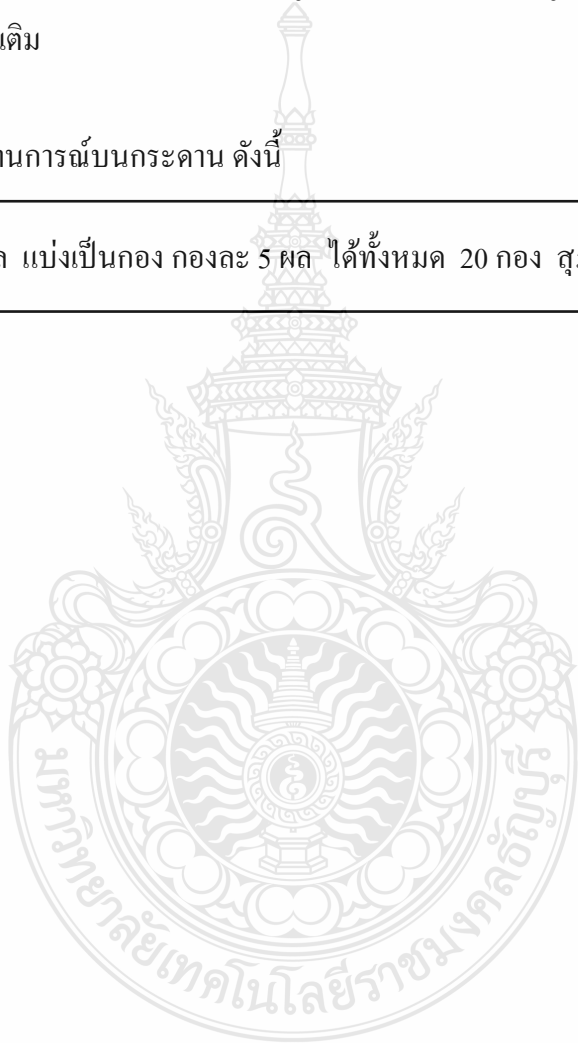 นเติม
านการณ์บนกระดาน ดังนี้
ล แบ่งเป็นกอง กองละ 5 ผล ได้ทั้งหมด 20 กอง สุ
มหาวิทยาลัยเทคโนโลยีราชมงคลธัญบุรี